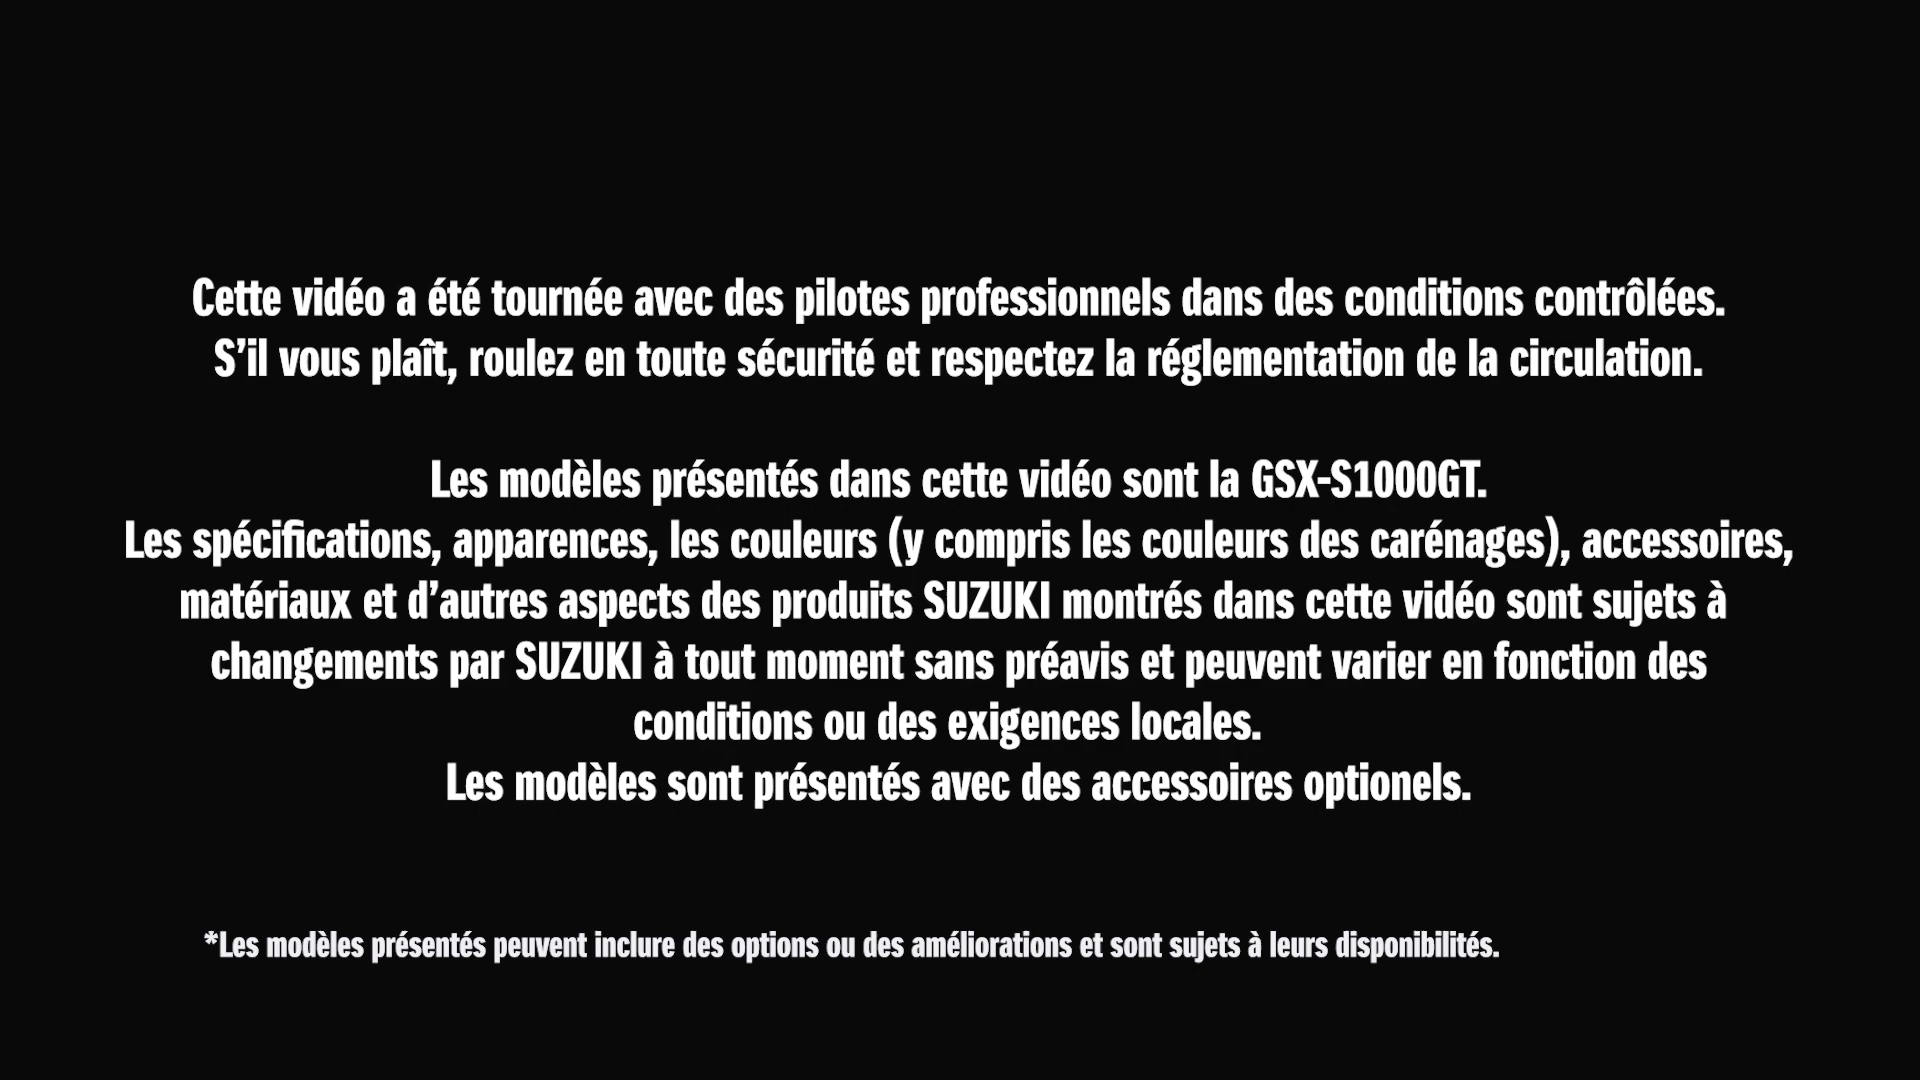 Cette vidéo a été tournée avec des pilotes professionnels dans des conditions contrôlées.
S’il vous plaît, roulez en toute sécurité et respectez la réglementation de la circulation.
Les modèles présentés dans cette vidéo sont la GSX-S1000GT.
Les spécifications, apparences, les couleurs (y compris les couleurs des carénages), accessoires,
matériaux et d’autres aspects des produits SUZUKI montrés dans cette vidéo sont sujets à
changements par SUZUKI à tout moment sans préavis et peuvent varier en fonction des
conditions ou des exigences locales.
Les modèles sont présentés avec des accessoires optionels.
*Les modèles présentés peuvent inclure des options ou des améliorations et sont sujets à leurs disponibilités.